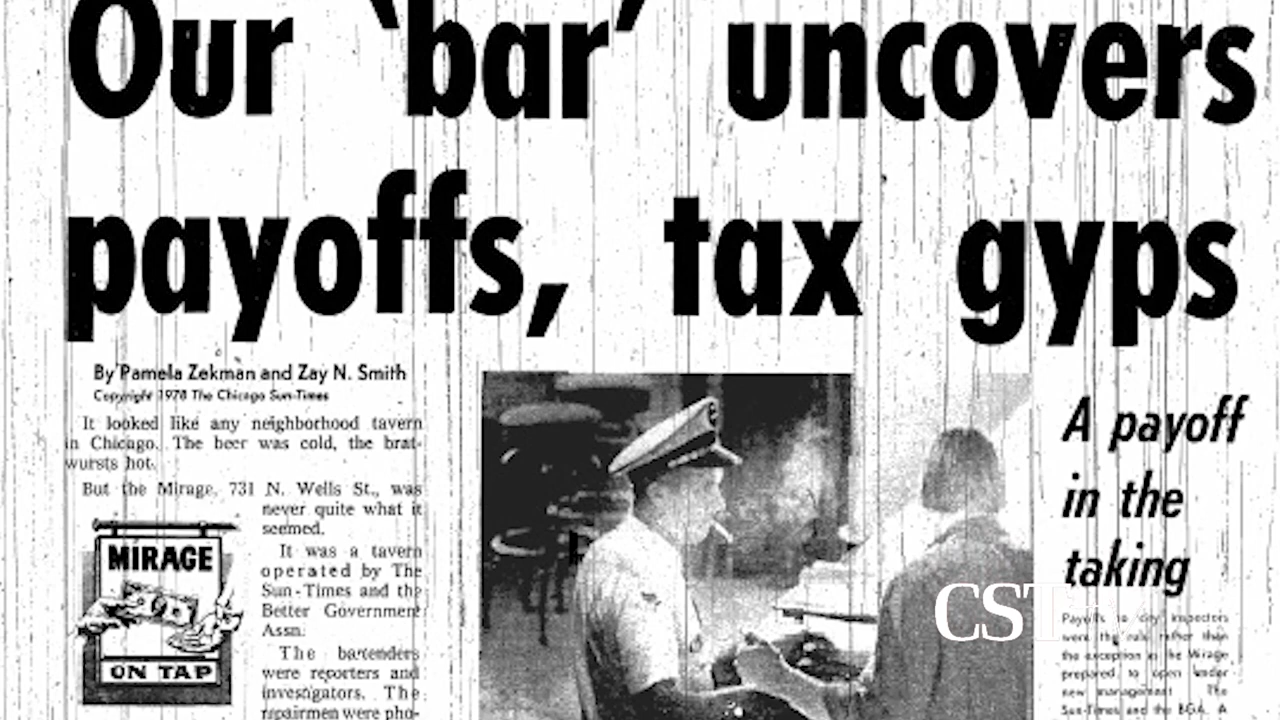 Our 'bar' uncovers
payoffs, tax gyps
By Pamela Zekman and Zay N. Smith
Copyright 1978 The Chicago Sun-Times
It looked like any neighborhood tavern
in Chicago. The beer was cold, the brat-
wursts hot.
But the Mirage, 731 N. Wells St., was
never quite what it
seemed.
It was a tavern
operated by The
Sun-Times and the
Better Government
Assn.
The bartenders
were reporters and
investigators. The
repairmen were pho-
MIRAGE
ON TAP
A payoff
in the
taking
CST
Payoffs to city inspectors
were the rule rather than
the exception as the Mirage
prepared to open under
new management. The
Sun-Times and the BGA. A